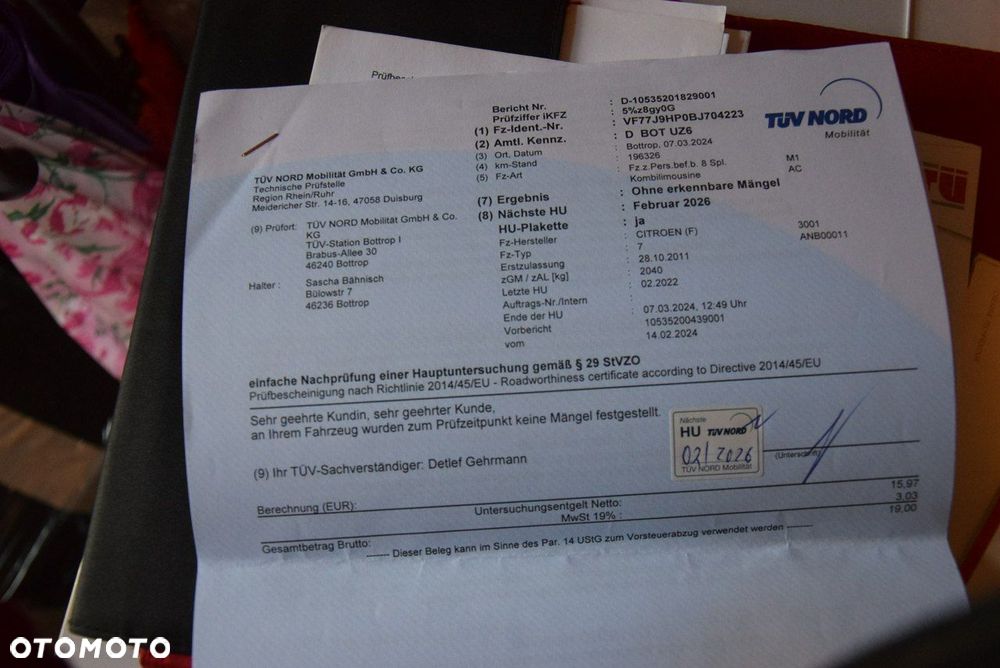 Prüfbesc
Bericht Nr. : D-10535201829001
Prüfziffer iKFZ : 5%z8gy0G
(1) Fz-Ident.-Nr. : VF77J9HP0BJ704223
(2) Amtl. Kennz. : D BOT UZ6
(3) Ort, Datum : Bottrop, 07.03.2024
(4) km-Stand : 196326
(5) Fz-Art : Fz.z.Pers.bef.b. 8 Spl. M1
Kombilimousine AC
(7) Ergebnis : Ohne erkennbare Mängel
(8) Nächste HU : Februar 2026
HU-Plakette : ja
Fz-Hersteller : CITROEN (F) 3001
Fz-Typ : 7 ANB00011
Erstzulassung : 28.10.2011
zGM / zAL [kg] : 2040
Letzte HU : 02.2022
Auftrags-Nr./Intern :
Ende der HU : 07.03.2024, 12:49 Uhr
Vorbericht : 10535200439001
vom : 14.02.2024
TÜV NORD
Mobilität
TÜV NORD Mobilität GmbH & Co. KG
Technische Prüfstelle
Region Rhein/Ruhr
Meidericher Str. 14-16, 47058 Duisburg
(9) Prüfort: TÜV NORD Mobilität GmbH & Co.
KG
TÜV-Station Bottrop I
Brabus-Allee 30
46240 Bottrop
Halter : Sascha Bähnisch
Bülowstr 7
46236 Bottrop
einfache Nachprüfung einer Hauptuntersuchung gemäß § 29 StVZO
Prüfbescheinigung nach Richtlinie 2014/45/EU - Roadworthiness certificate according to Directive 2014/45/EU
Sehr geehrte Kundin, sehr geehrter Kunde,
an Ihrem Fahrzeug wurden zum Prüfzeitpunkt keine Mängel festgestellt.
Nächste
HU TÜV NORD
02/2026
TÜV NORD Mobilität
(Unterschrift)
(9) Ihr TÜV-Sachverständiger: Detlef Gehrmann
Berechnung (EUR): Untersuchungsentgelt Netto: 15,97
MwSt 19% : 3,03
Gesamtbetrag Brutto: 19,00
------- Dieser Beleg kann im Sinne des Par. 14 UStG zum Vorsteuerabzug verwendet werden -------
TÜ
OTOMOTO